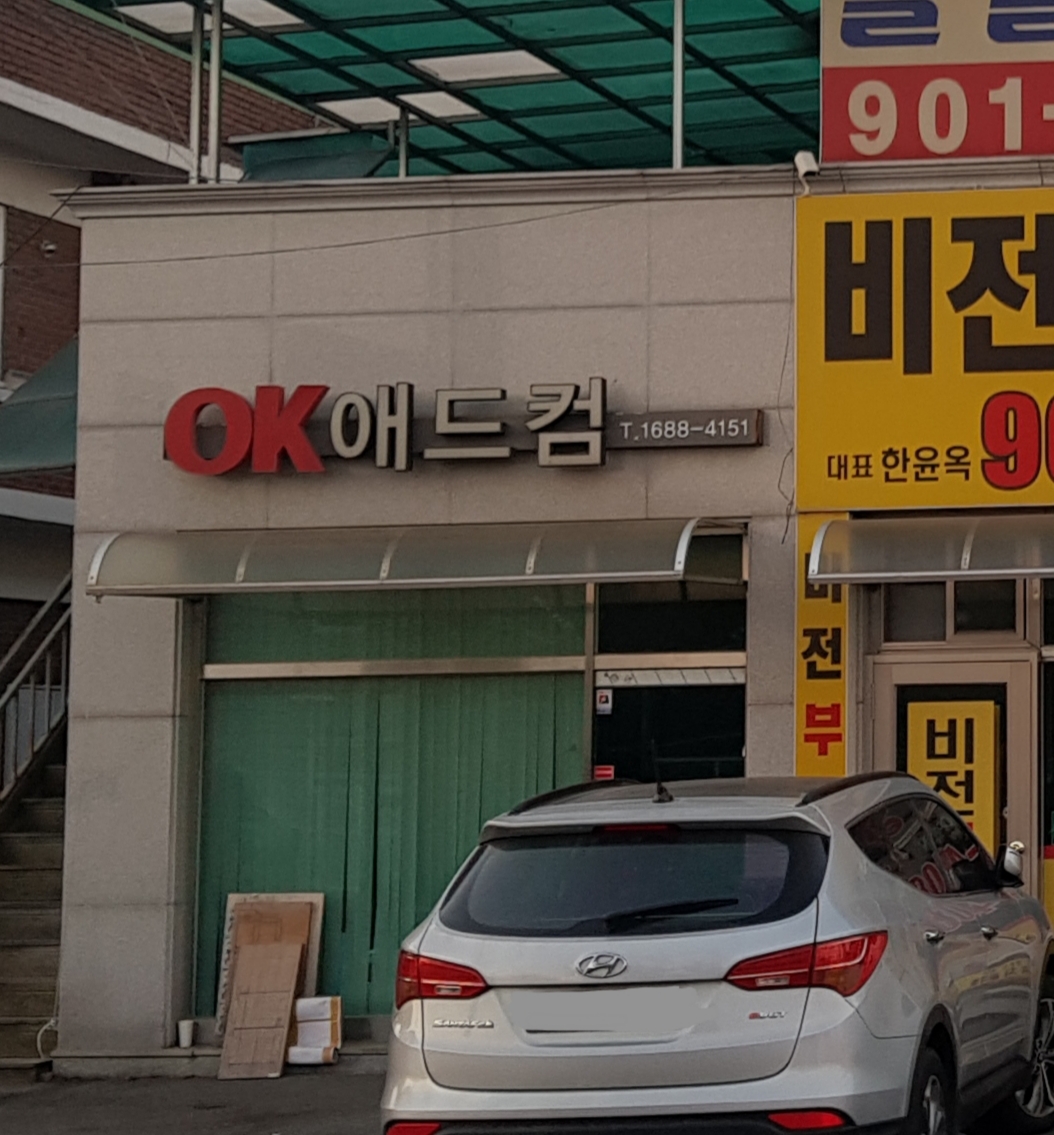 901-
비전
대표 한윤옥 90
OK애드컴 T.1688-4151
비
전
부
비
전